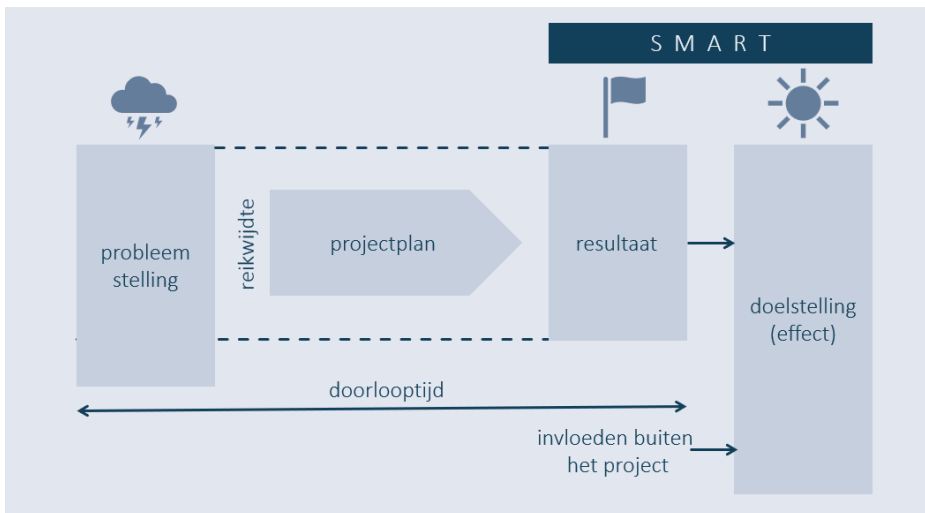 S M A R T
probleem
stelling
reikwijdte
projectplan
resultaat
doelstelling
(effect)
doorlooptijd
invloeden buiten
het project